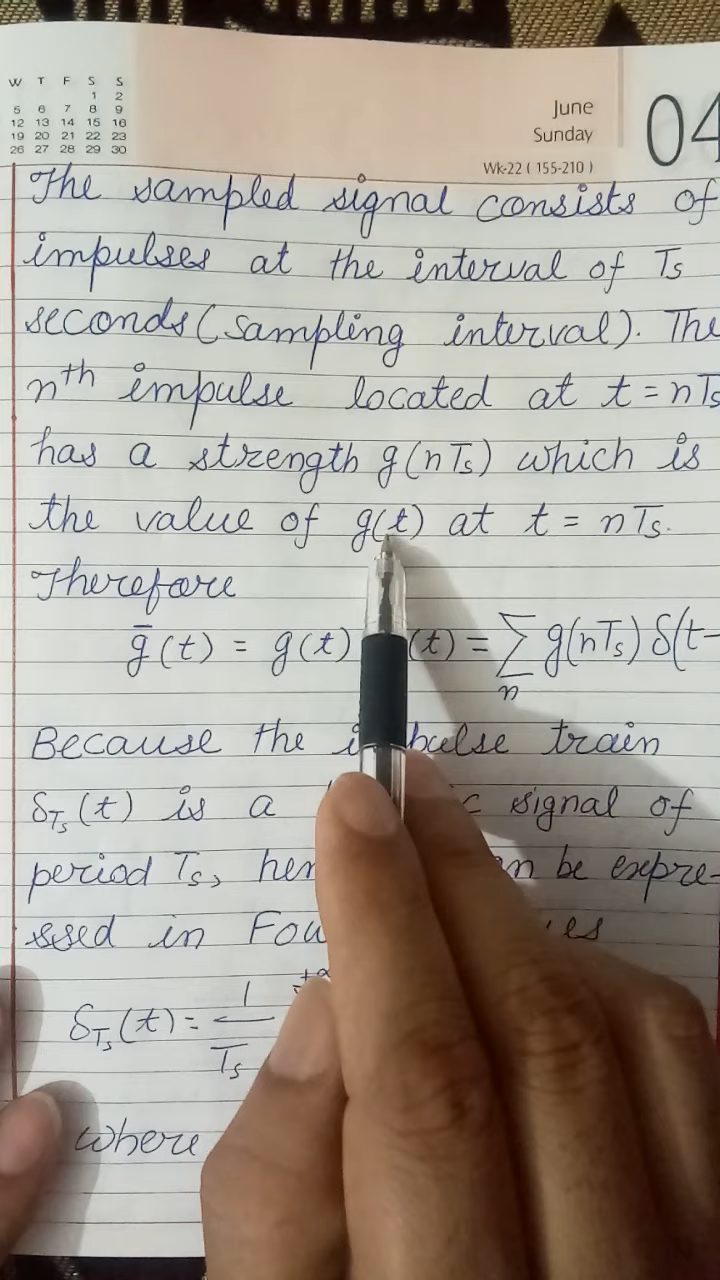 W T F S S
1 2
5 6 7 8 9
12 13 14 15 16
19 20 21 22 23
26 27 28 29 30
June
Sunday
04
Wk-22 ( 155-210 )
The sampled signal consists of
impulses at the interval of Ts
seconds (sampling interval). The
nth impulse located at t = nTs
has a strength g(nTs) which is
the value of g(t) at t = nTs.
Therefore
ḡ(t) = g(t) (t) = ∑ g(nTs) δ(t-
n
Because the train
δTs(t) is a signal of
period Ts, be expre-
ssed in
δTs(t) = 1/Ts
where